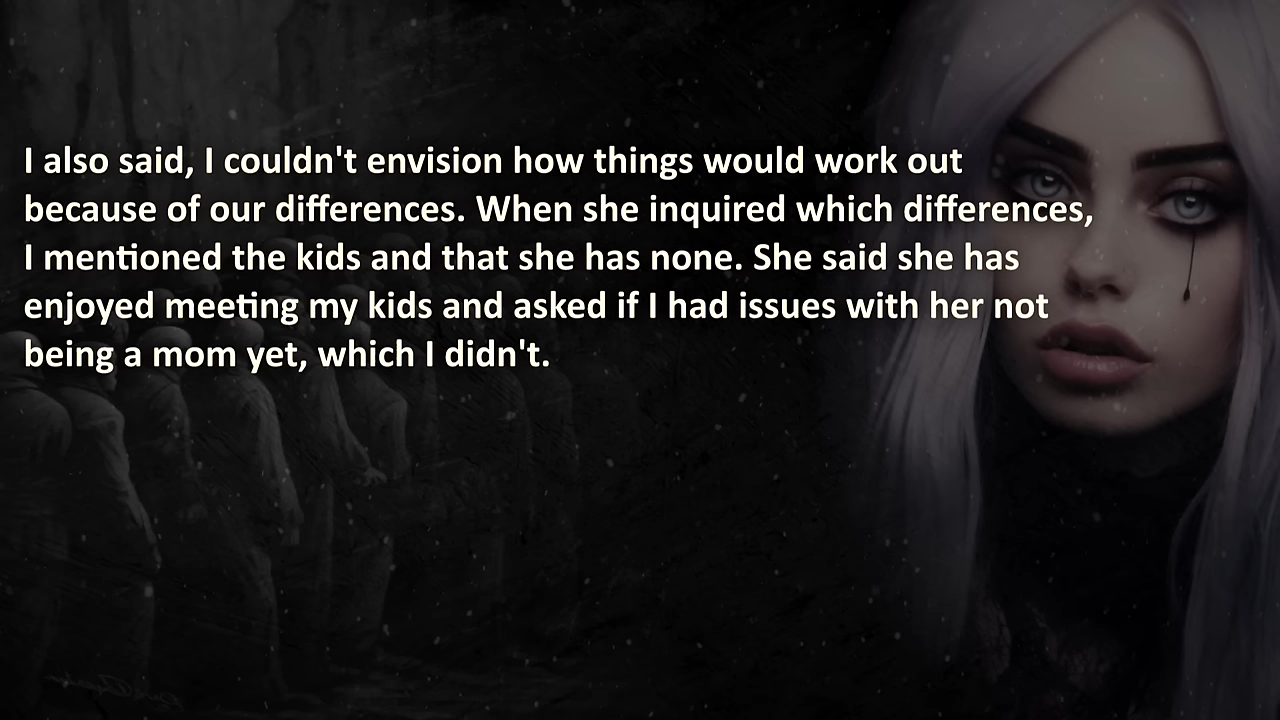 I also said, I couldn't envision how things would work out
because of our differences. When she inquired which differences,
I mentioned the kids and that she has none. She said she has
enjoyed meeting my kids and asked if I had issues with her not
being a mom yet, which I didn't.